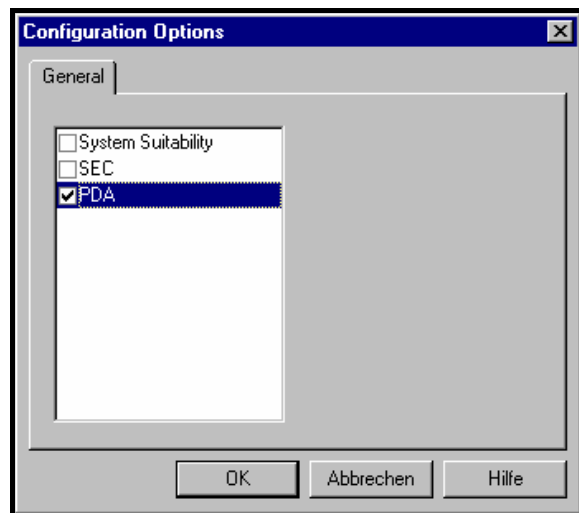 Configuration Options
General
System Suitability
SEC
PDA
OK Abbrechen Hilfe